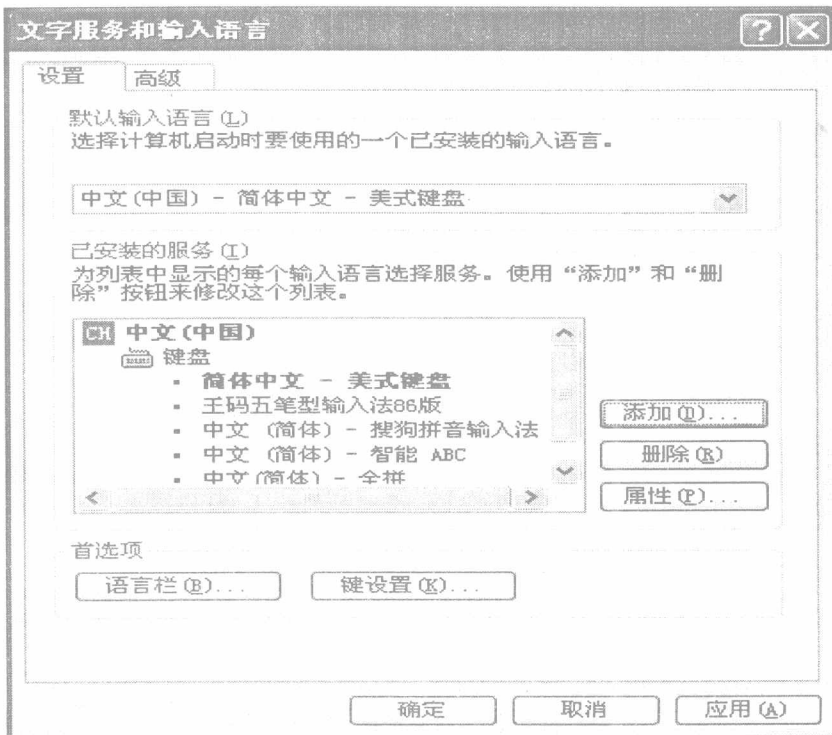 文字服务和输入语言
设置
高级
默认输入语言(L)
选择计算机启动时要使用的一个已安装的输入语言。
中文(中国) - 简体中文 - 美式键盘
已安装的服务(I)
为列表中显示的每个输入语言选择服务。使用“添加”和“删
除”按钮来修改这个列表。
CH 中文(中国)
键盘
简体中文 - 美式键盘
王码五笔型输入法86版
中文 (简体) - 搜狗拼音输入法
中文 (简体) - 智能 ABC
中文(简体) - 全拼
添加(D)...
删除(R)
属性(P)...
首选项
语言栏(B)...
键设置(K)...
确定
取消
应用(A)